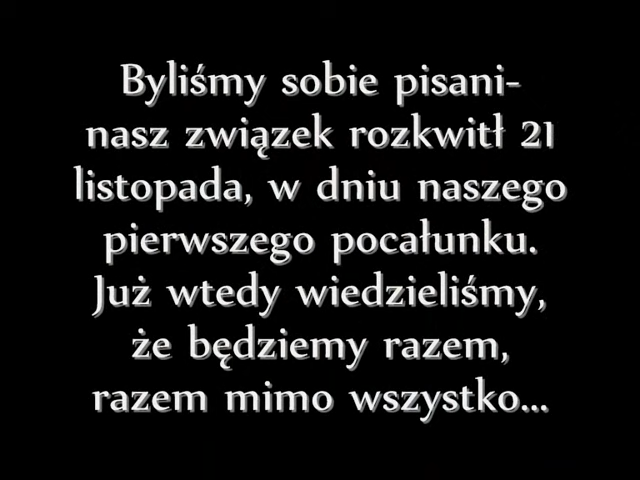 Byliśmy sobie pisani-
nasz związek rozkwitł 21
listopada, w dniu naszego
pierwszego pocałunku.
Już wtedy wiedzieliśmy,
że będziemy razem,
razem mimo wszystko...